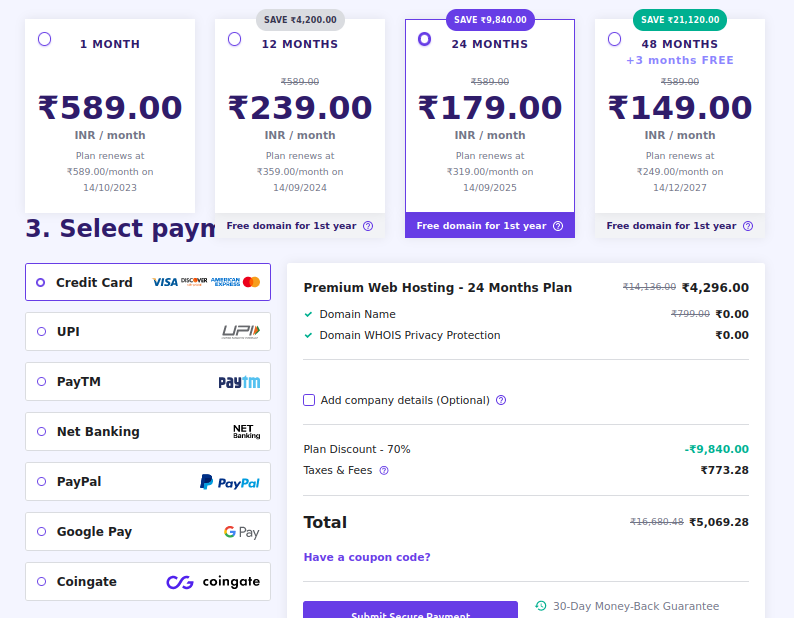 1 MONTH
₹589.00
INR / month
Plan renews at
₹589.00/month on
14/10/2023
SAVE ₹4,200.00
12 MONTHS
₹589.00
₹239.00
INR / month
Plan renews at
₹359.00/month on
14/09/2024
Free domain for 1st year
SAVE ₹9,840.00
24 MONTHS
₹589.00
₹179.00
INR / month
Plan renews at
₹319.00/month on
14/09/2025
Free domain for 1st year
SAVE ₹21,120.00
48 MONTHS
+3 months FREE
₹589.00
₹149.00
INR / month
Plan renews at
₹249.00/month on
14/12/2027
Free domain for 1st year
3. Select paym
Credit Card VISA DISCOVER AMERICAN EXPRESS
UPI UPI
PayTM paytm
Net Banking NET Banking
PayPal PayPal
Google Pay G Pay
Coingate coingate
Premium Web Hosting - 24 Months Plan ₹14,136.00 ₹4,296.00
Domain Name ₹799.00 ₹0.00
Domain WHOIS Privacy Protection ₹0.00
Add company details (Optional)
Plan Discount - 70% -₹9,840.00
Taxes & Fees ₹773.28
Total ₹16,680.48 ₹5,069.28
Have a coupon code?
Submit Secure Payment
30-Day Money-Back Guarantee